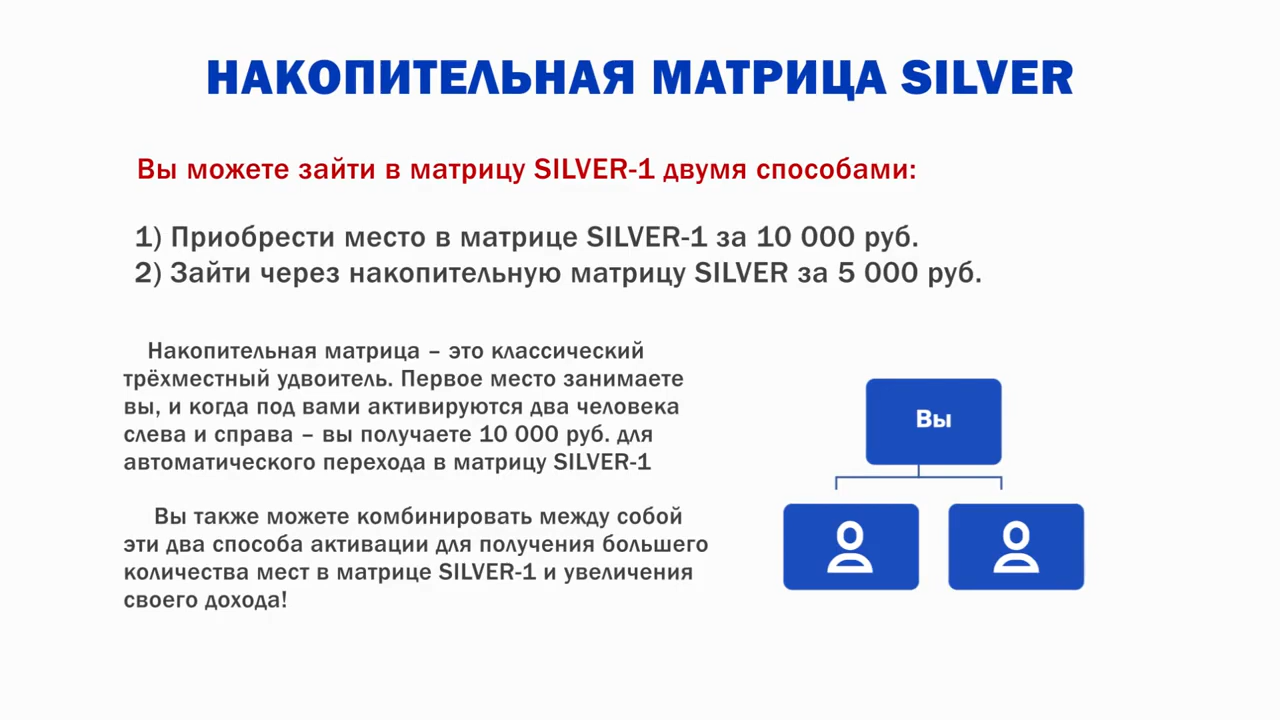 НАКОПИТЕЛЬНАЯ МАТРИЦА SILVER
Вы можете зайти в матрицу SILVER-1 двумя способами:
1) Приобрести место в матрице SILVER-1 за 10 000 руб.
2) Зайти через накопительную матрицу SILVER за 5 000 руб.
Накопительная матрица – это классический
трёхместный удвоитель. Первое место занимаете
вы, и когда под вами активируются два человека
слева и справа – вы получаете 10 000 руб. для
автоматического перехода в матрицу SILVER-1
Вы также можете комбинировать между собой
эти два способа активации для получения большего
количества мест в матрице SILVER-1 и увеличения
своего дохода!
Вы